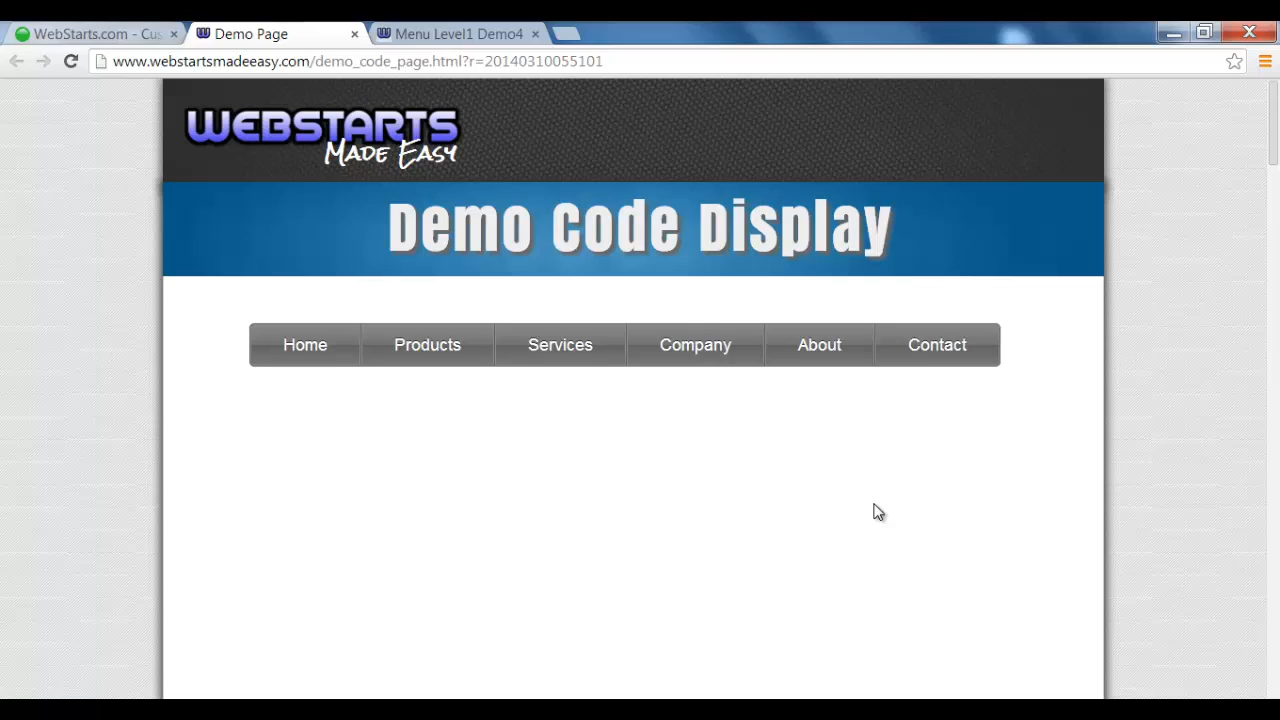 WebStarts.com - Cus
Demo Page
Menu Level1 Demo4
www.webstartsmadeeasy.com/demo_code_page.html?r=20140310055101
WEBSTARTS
Made Easy
Demo Code Display
Home Products Services Company About Contact